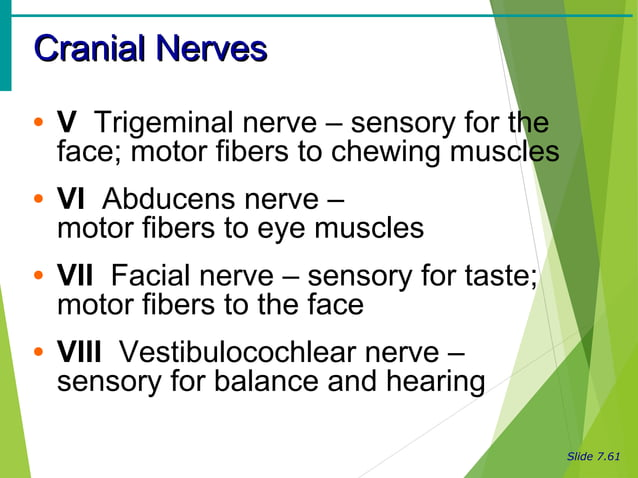 Cranial Nerves
• V Trigeminal nerve – sensory for the
face; motor fibers to chewing muscles
• VI Abducens nerve –
motor fibers to eye muscles
• VII Facial nerve – sensory for taste;
motor fibers to the face
• VIII Vestibulocochlear nerve –
sensory for balance and hearing
Slide 7.61